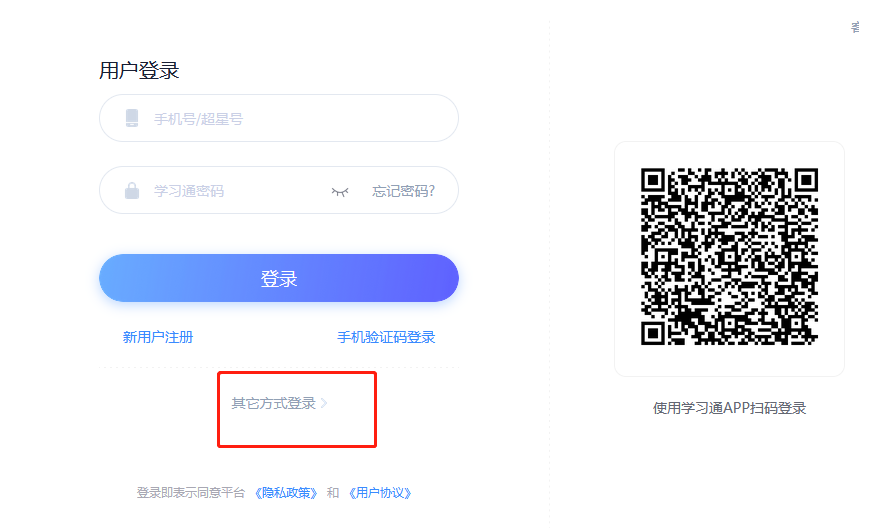 用户登录
手机号/超星号
学习通密码 忘记密码?
登录
新用户注册 手机验证码登录
其它方式登录
登录即表示同意平台 《隐私政策》 和 《用户协议》
使用学习通APP扫码登录